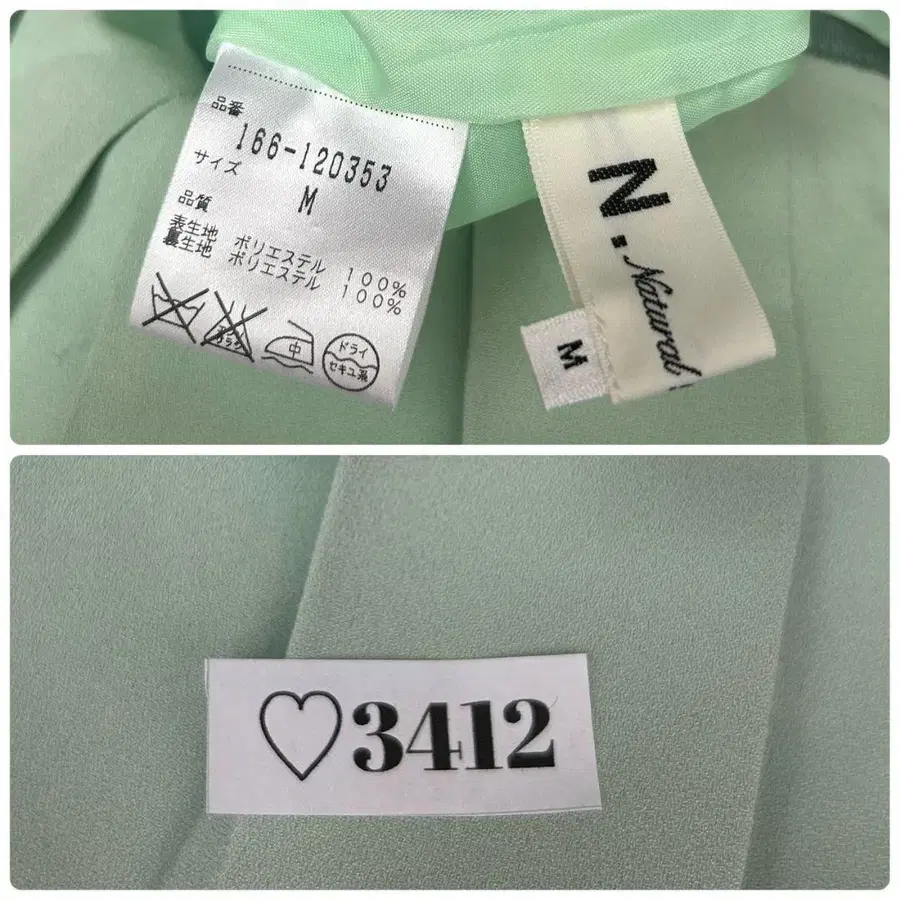 品番
166-120353
サイズ
M
品質
表生地 ポリエステル 100%
裏生地 ポリエステル 100%
中
ドライ
セキユ系
N.
Natural
M
♡3412